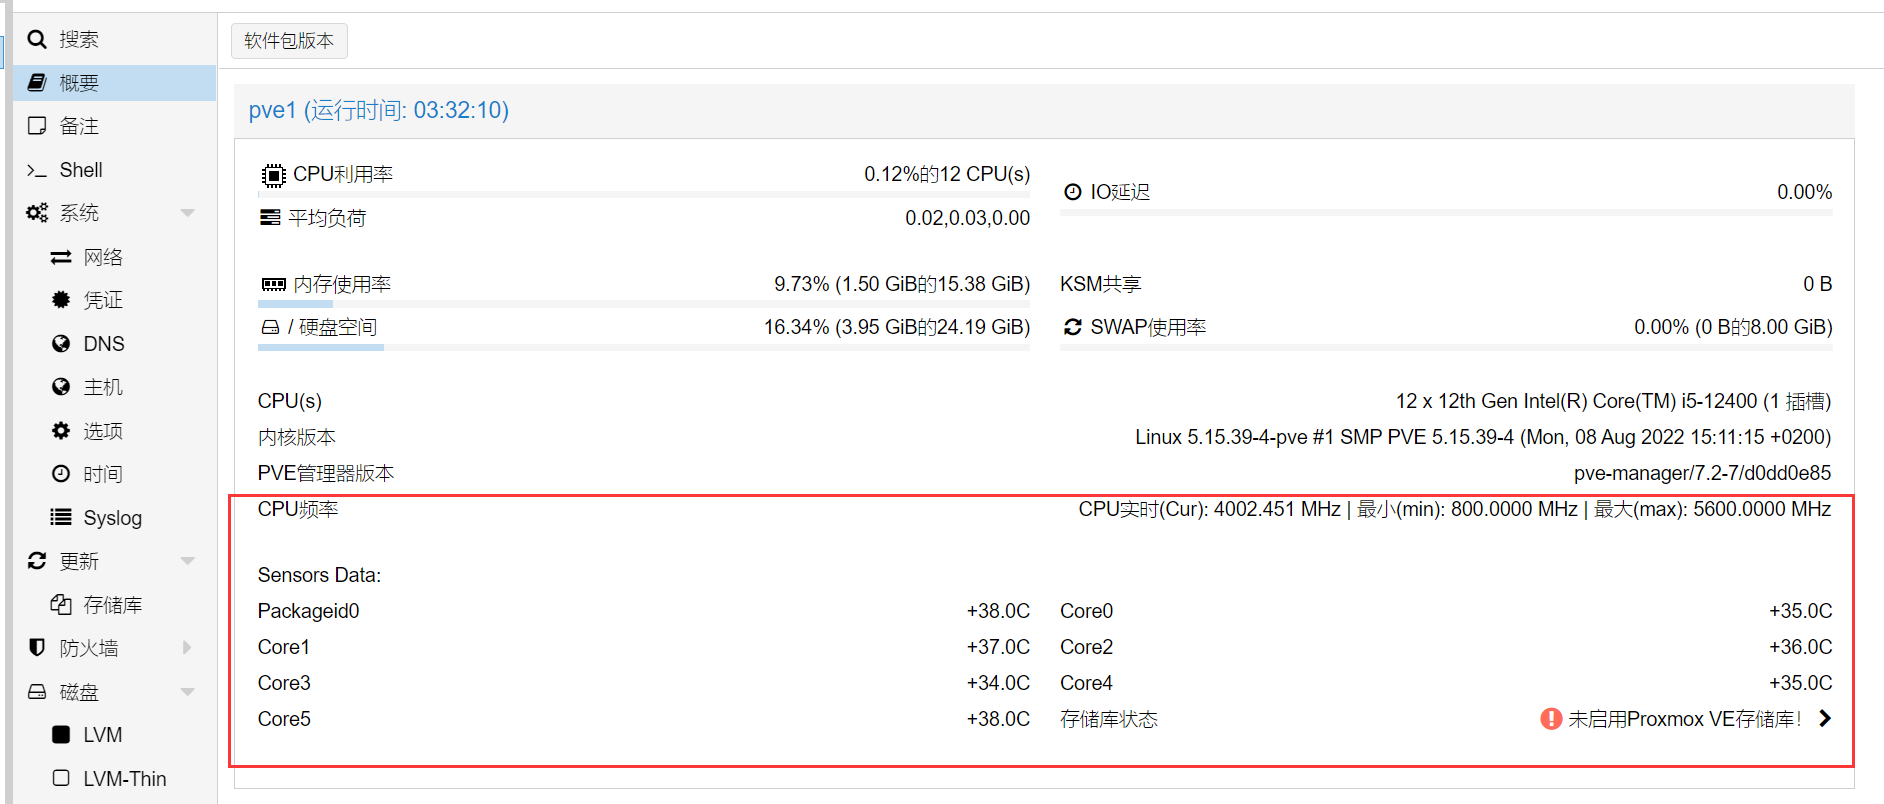 搜索
概要
备注
Shell
系统
网络
凭证
DNS
主机
选项
时间
Syslog
更新
存储库
防火墙
磁盘
LVM
LVM-Thin
软件包版本
pve1 (运行时间: 03:32:10)
CPU利用率 0.12%的12 CPU(s)
IO延迟 0.00%
平均负荷 0.02,0.03,0.00
内存使用率 9.73% (1.50 GiB的15.38 GiB) KSM共享 0 B
/ 硬盘空间 16.34% (3.95 GiB的24.19 GiB) SWAP使用率 0.00% (0 B的8.00 GiB)
CPU(s) 12 x 12th Gen Intel(R) Core(TM) i5-12400 (1 插槽)
内核版本 Linux 5.15.39-4-pve #1 SMP PVE 5.15.39-4 (Mon, 08 Aug 2022 15:11:15 +0200)
PVE管理器版本 pve-manager/7.2-7/d0dd0e85
CPU频率 CPU实时(Cur): 4002.451 MHz | 最小(min): 800.0000 MHz | 最大(max): 5600.0000 MHz
Sensors Data:
Packageid0 +38.0C Core0 +35.0C
Core1 +37.0C Core2 +36.0C
Core3 +34.0C Core4 +35.0C
Core5 +38.0C 存储库状态 未启用Proxmox VE存储库！